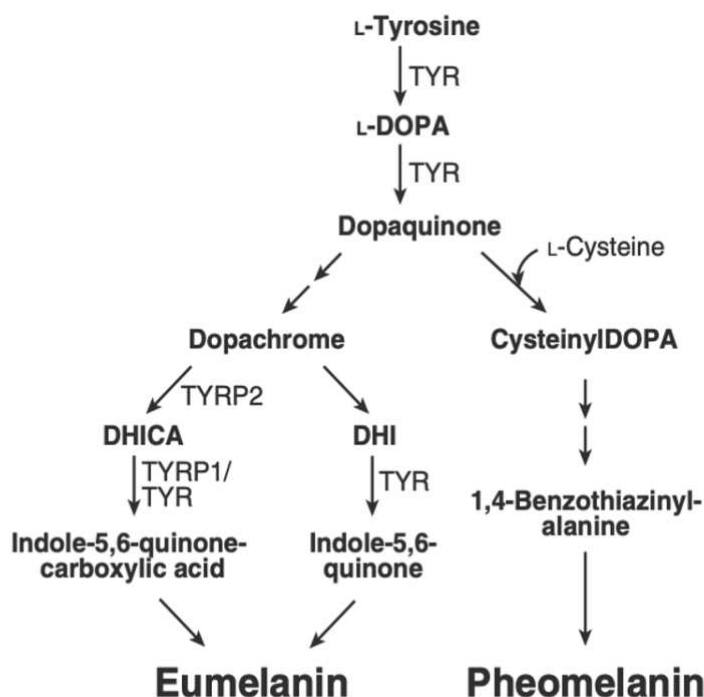 L-Tyrosine
TYR
L-DOPA
TYR
Dopaquinone
L-Cysteine
Dopachrome
CysteinylDOPA
TYRP2
DHICA
DHI
TYRP1/
TYR
TYR
1,4-Benzothiazinyl-
alanine
Indole-5,6-quinone-
carboxylic acid
Indole-5,6-
quinone
Eumelanin
Pheomelanin